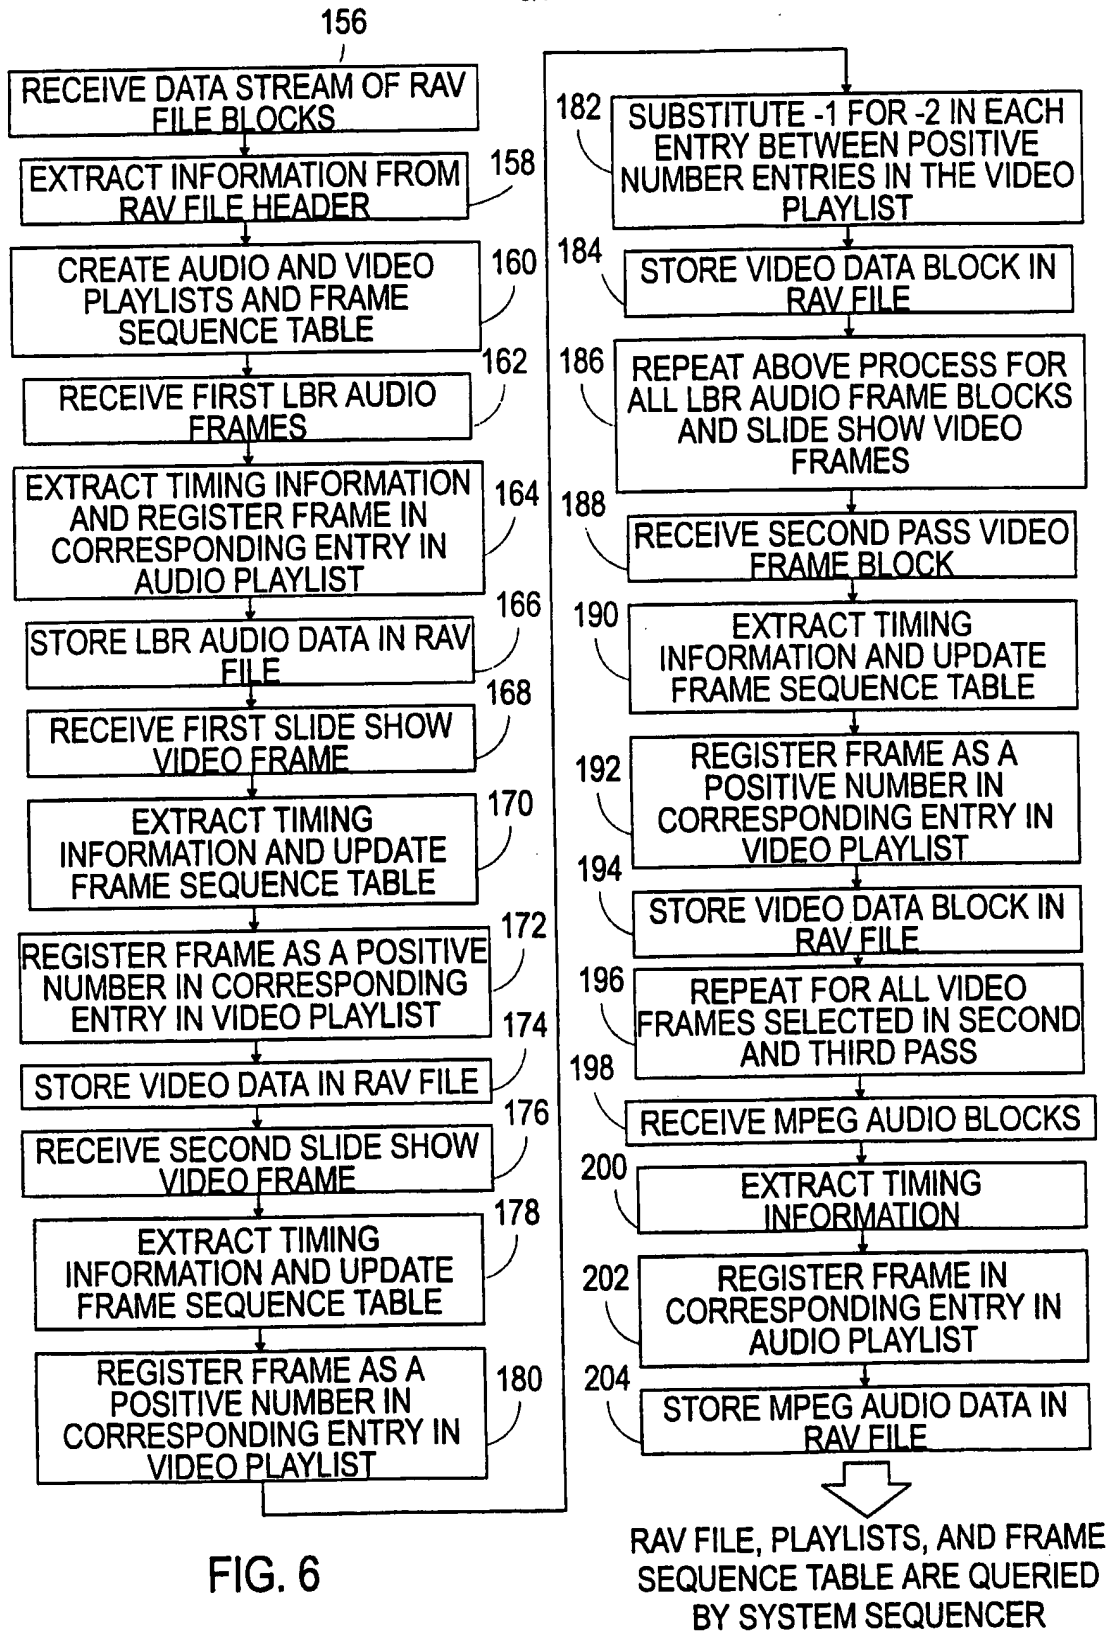 156
RECEIVE DATA STREAM OF RAV
FILE BLOCKS
158
EXTRACT INFORMATION FROM
RAV FILE HEADER
160
CREATE AUDIO AND VIDEO
PLAYLISTS AND FRAME
SEQUENCE TABLE
162
RECEIVE FIRST LBR AUDIO
FRAMES
164
EXTRACT TIMING INFORMATION
AND REGISTER FRAME IN
CORRESPONDING ENTRY IN
AUDIO PLAYLIST
166
STORE LBR AUDIO DATA IN RAV
FILE
168
RECEIVE FIRST SLIDE SHOW
VIDEO FRAME
170
EXTRACT TIMING
INFORMATION AND UPDATE
FRAME SEQUENCE TABLE
172
REGISTER FRAME AS A POSITIVE
NUMBER IN CORRESPONDING
ENTRY IN VIDEO PLAYLIST
174
STORE VIDEO DATA IN RAV FILE
176
RECEIVE SECOND SLIDE SHOW
VIDEO FRAME
178
EXTRACT TIMING
INFORMATION AND UPDATE
FRAME SEQUENCE TABLE
180
REGISTER FRAME AS A
POSITIVE NUMBER IN
CORRESPONDING ENTRY IN
VIDEO PLAYLIST
182
SUBSTITUTE -1 FOR -2 IN EACH
ENTRY BETWEEN POSITIVE
NUMBER ENTRIES IN THE VIDEO
PLAYLIST
184
STORE VIDEO DATA BLOCK IN
RAV FILE
186
REPEAT ABOVE PROCESS FOR
ALL LBR AUDIO FRAME BLOCKS
AND SLIDE SHOW VIDEO
FRAMES
188
RECEIVE SECOND PASS VIDEO
FRAME BLOCK
190
EXTRACT TIMING
INFORMATION AND UPDATE
FRAME SEQUENCE TABLE
192
REGISTER FRAME AS A
POSITIVE NUMBER IN
CORRESPONDING ENTRY IN
VIDEO PLAYLIST
194
STORE VIDEO DATA BLOCK IN
RAV FILE
196
REPEAT FOR ALL VIDEO
FRAMES SELECTED IN SECOND
AND THIRD PASS
198
RECEIVE MPEG AUDIO BLOCKS
200
EXTRACT TIMING
INFORMATION
202
REGISTER FRAME IN
CORRESPONDING ENTRY IN
AUDIO PLAYLIST
204
STORE MPEG AUDIO DATA IN
RAV FILE
RAV FILE, PLAYLISTS, AND FRAME
SEQUENCE TABLE ARE QUERIED
BY SYSTEM SEQUENCER
FIG. 6